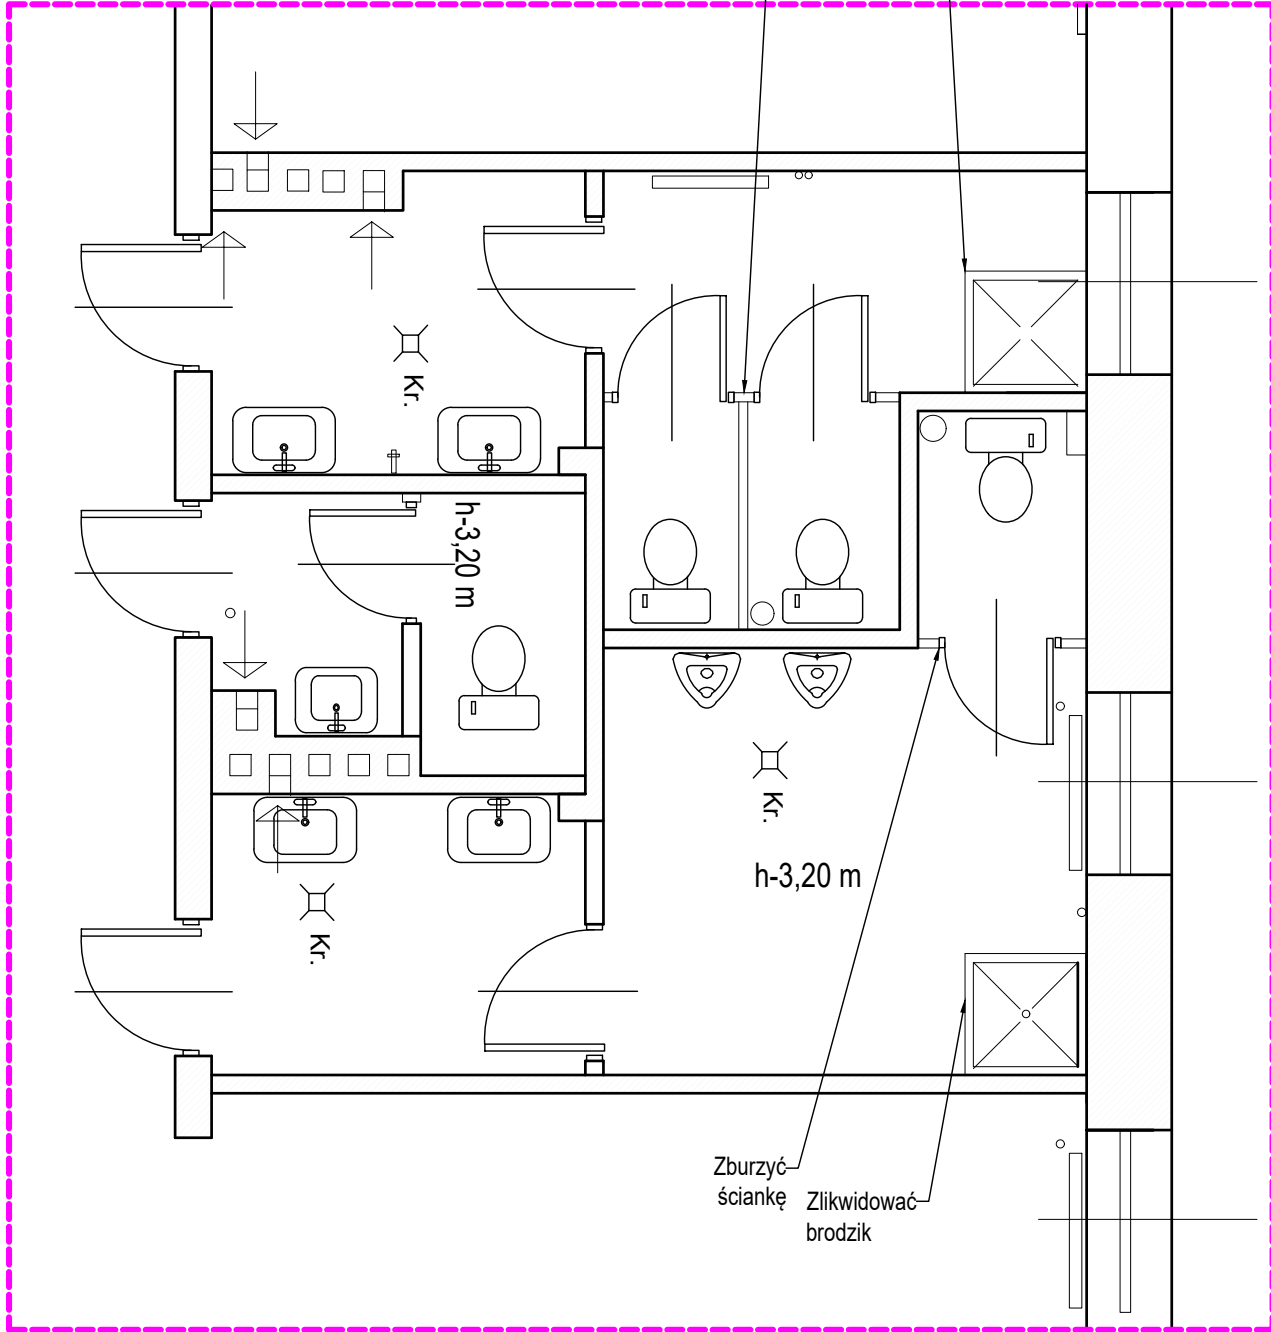 Kr.
h-3,20 m
Kr.
h-3,20 m
Kr.
Zburzyć
ściankę
Zlikwidować
brodzik